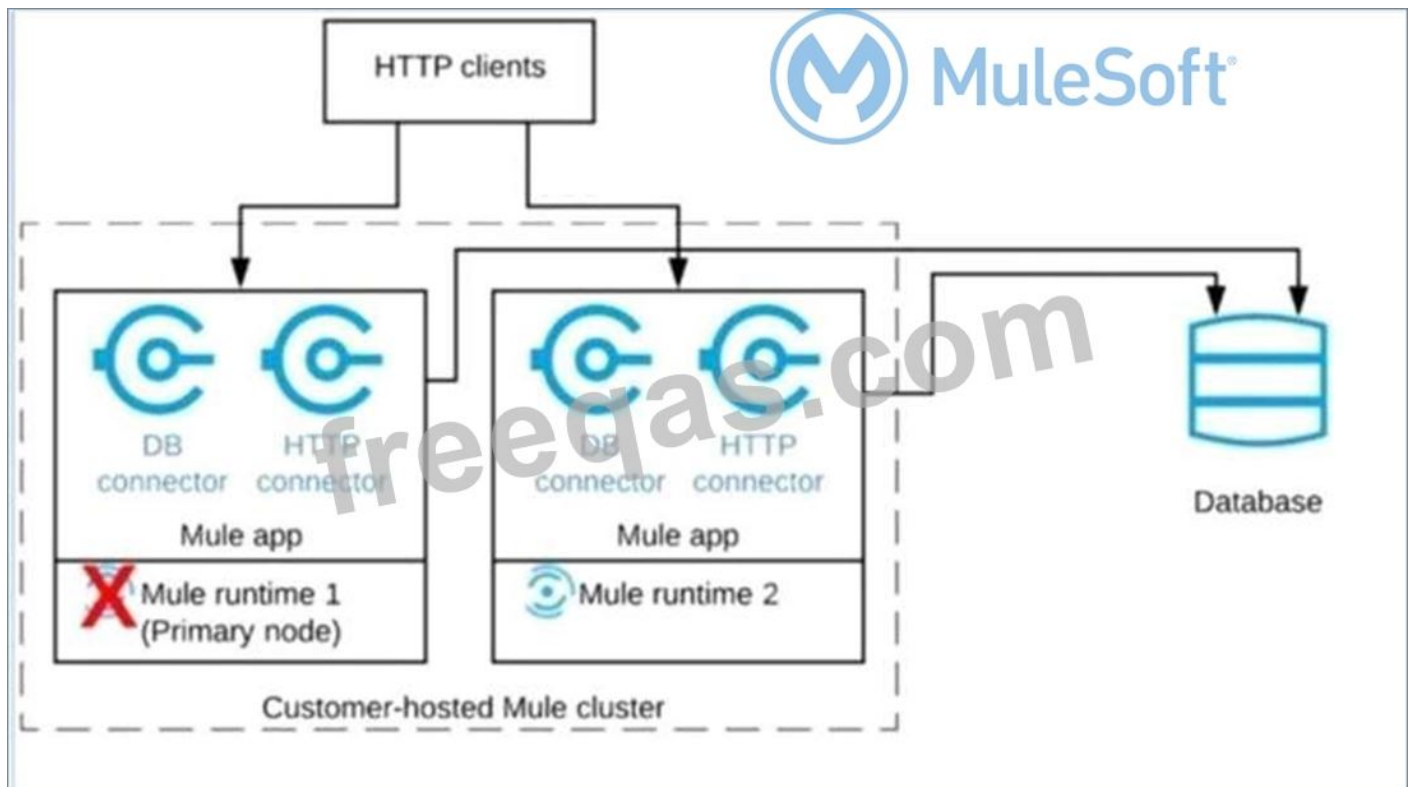 HTTP clients
MuleSoft®
DB
connector
HTTP
connector
Mule app
Mule runtime 1
(Primary node)
DB
connector
HTTP
connector
Mule app
Mule runtime 2
Customer-hosted Mule cluster
Database
freeqas.com